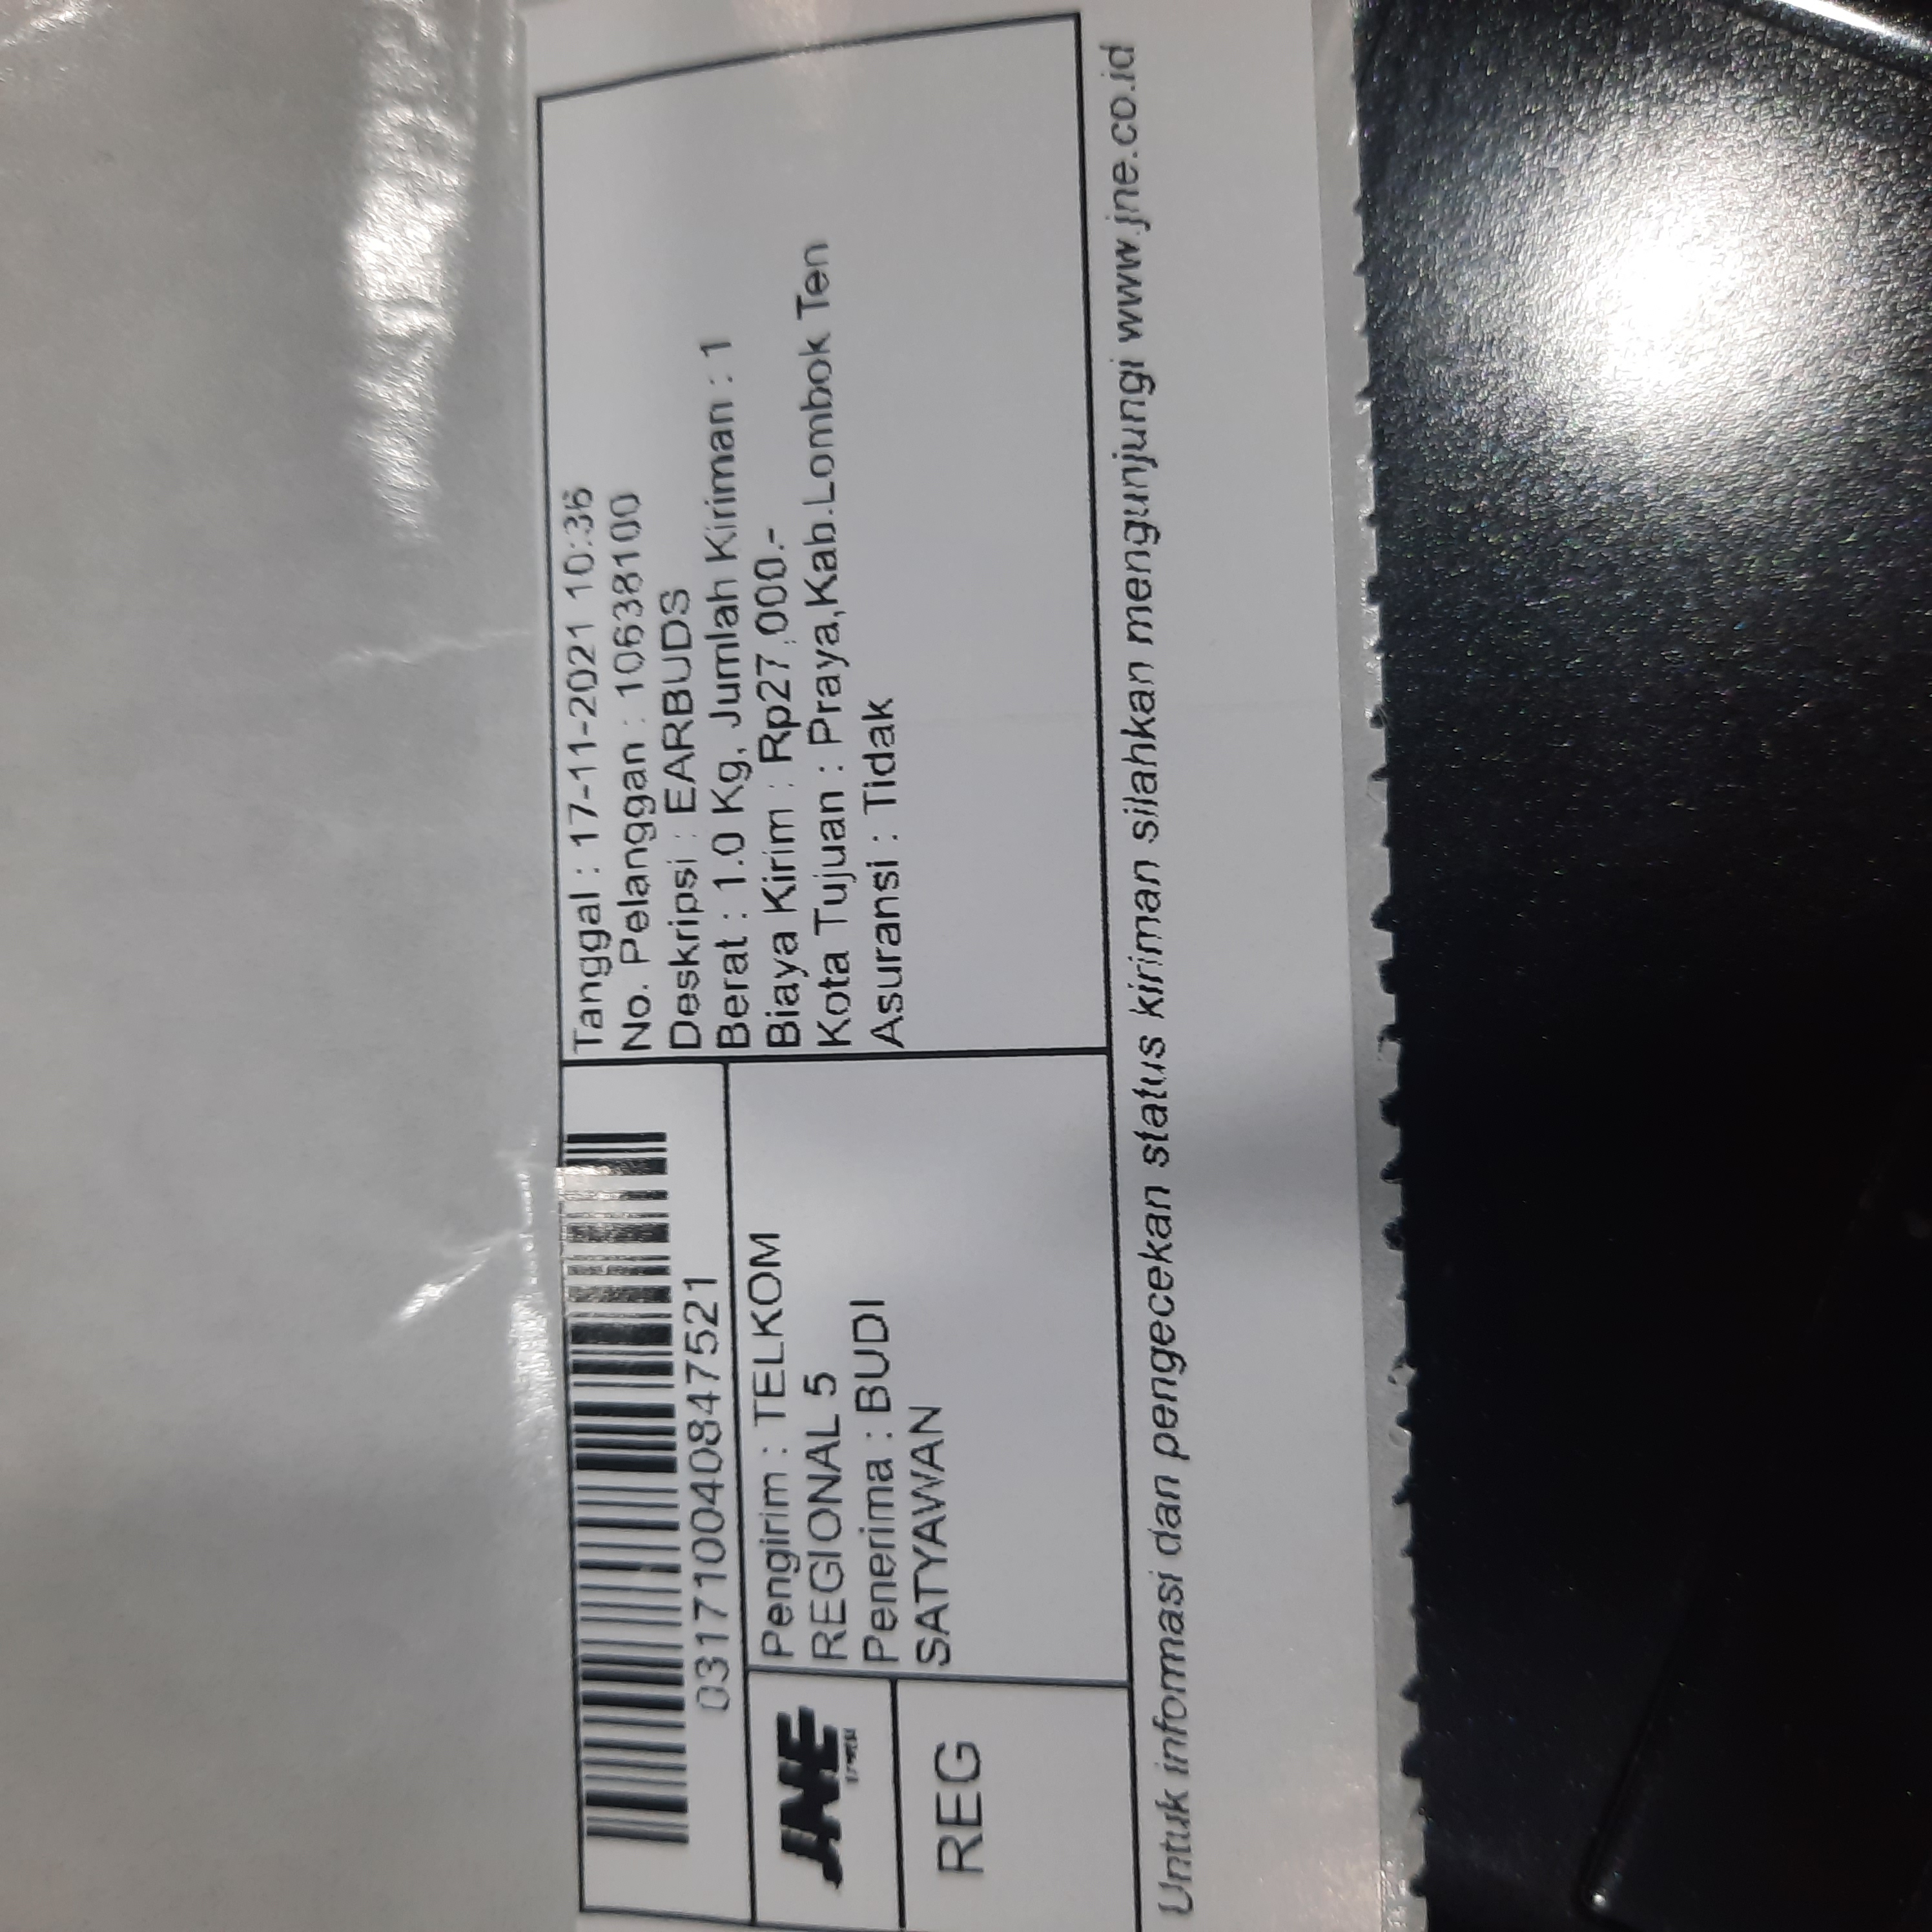 031710040847521
JNE
REG
Pengirim : TELKOM
REGIONAL 5
Penerima : BUDI
SATYAWAN
Tanggal : 17-11-2021 10:36
No. Pelanggan : 10638100
Deskripsi : EARBUDS
Berat : 1.0 Kg, Jumlah Kiriman : 1
Biaya Kirim : Rp27,000.-
Kota Tujuan : Praya,Kab.Lombok Ten
Asuransi : Tidak
Untuk informasi dan pengecekan status kiriman silahkan mengunjungi www.jne.co.id